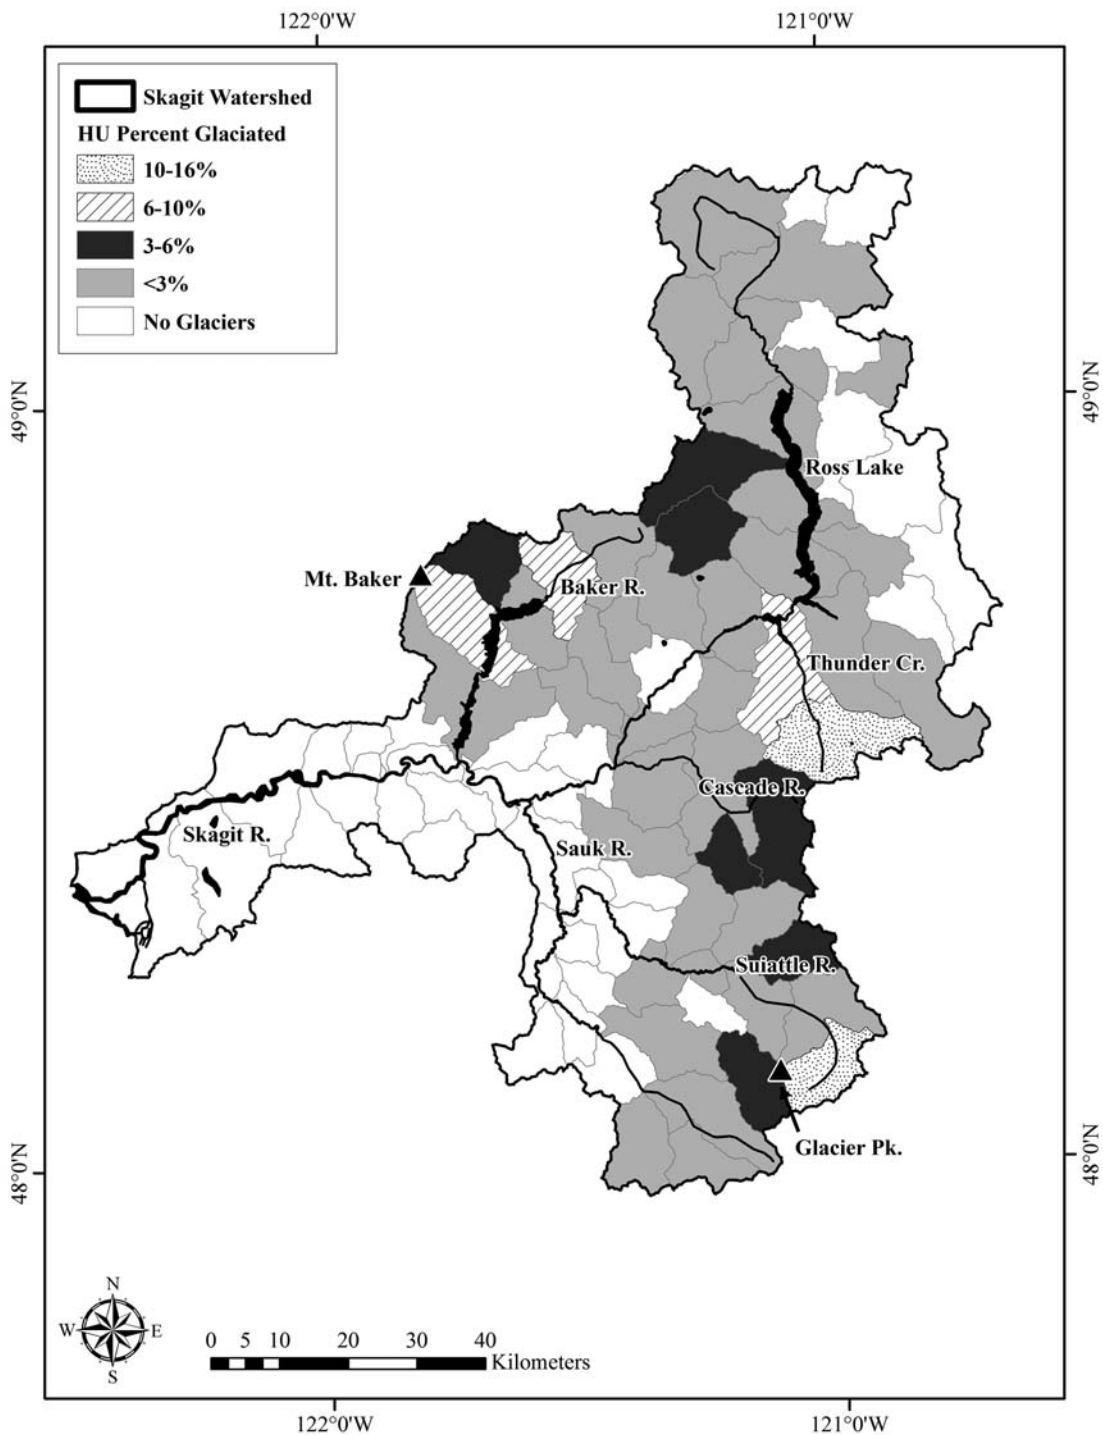 122°0'W
121°0'W
Skagit Watershed
HU Percent Glaciated
10-16%
6-10%
3-6%
<3%
No Glaciers
49°0'N
49°0'N
Ross Lake
Mt. Baker
Baker R.
Thunder Cr.
Cascade R.
Skagit R.
Sauk R.
Suiattle R.
Glacier Pk.
48°0'N
48°0'N
N
W
E
S
0 5 10 20 30 40
Kilometers
122°0'W
121°0'W